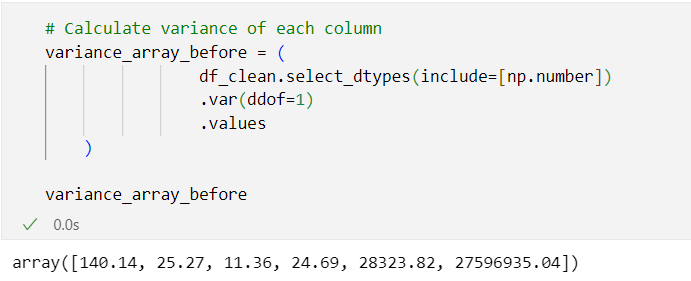 # Calculate variance of each column
variance_array_before = (
df_clean.select_dtypes(include=[np.number])
.var(ddof=1)
.values
)
variance_array_before
0.0s
array([140.14, 25.27, 11.36, 24.69, 28323.82, 27596935.04])